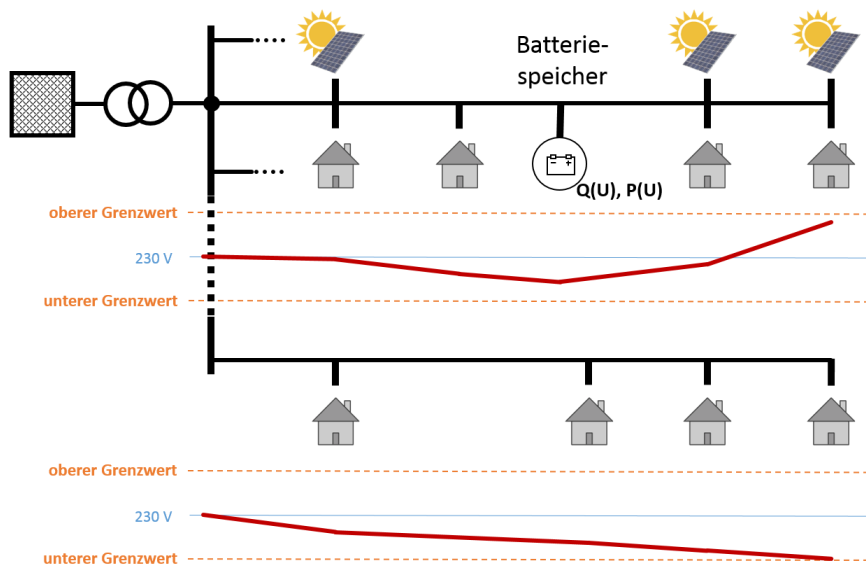 Batterie-
speicher
Q(U), P(U)
oberer Grenzwert
230 V
unterer Grenzwert
oberer Grenzwert
230 V
unterer Grenzwert